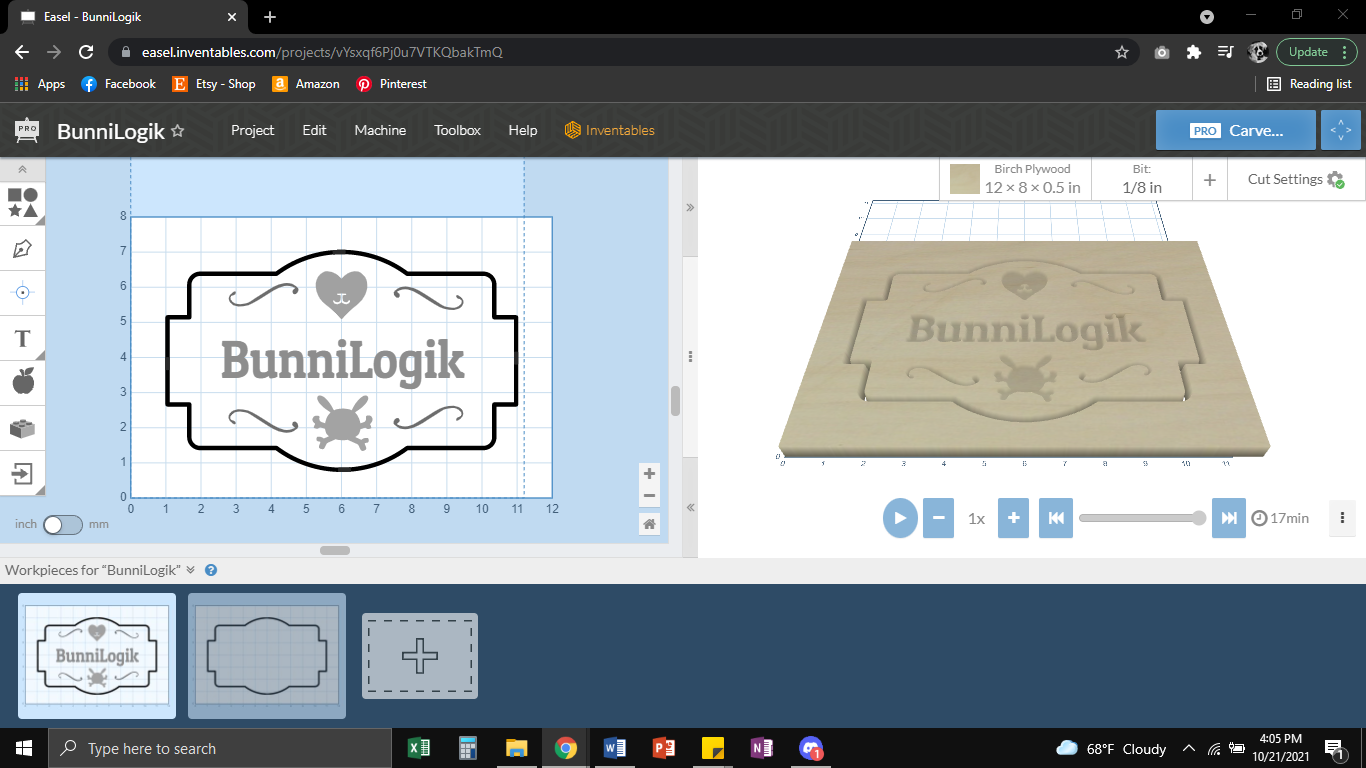 Easel - BunniLogik
easel.inventables.com/projects/vYsxqf6Pj0u7VTKQbakTmQ
Update
Apps Facebook Etsy - Shop Amazon Pinterest Reading list
PRO BunniLogik Project Edit Machine Toolbox Help Inventables PRO Carve...
Birch Plywood
12 × 8 × 0.5 in
Bit:
1/8 in
Cut Settings
T
8
7
6
5
4
3
2
1
0
BunniLogik
0 1 2 3 4 5 6 7 8 9 10 11 12
inch mm
BunniLogik
0
0 1 2 3 4 5 6 7 8 9 10 11
1x 17min
Workpieces for “BunniLogik” ?
BunniLogik
Type here to search
1
68°F Cloudy
4:05 PM
10/21/2021
1